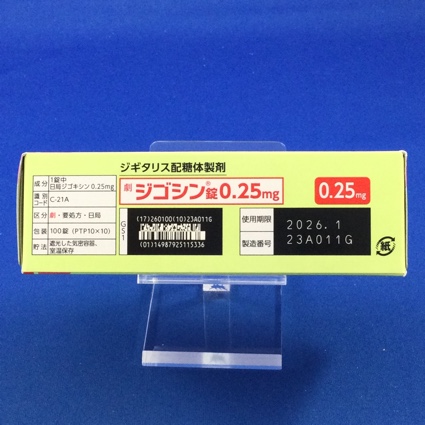 ジギタリス配糖体製剤
劇 ジゴシン®錠0.25mg
0.25mg
成分 1錠中 日局ジゴキシン 0.25mg
識別コード C-21A
区分 劇・要処方・日局
包装 100錠 (PTP10×10)
貯法 遮光した気密容器、
室温保存
GS1
(17)260100(10)23A011G
(01)14987925115336
使用期限 2026.1
製造番号 23A011G
紙